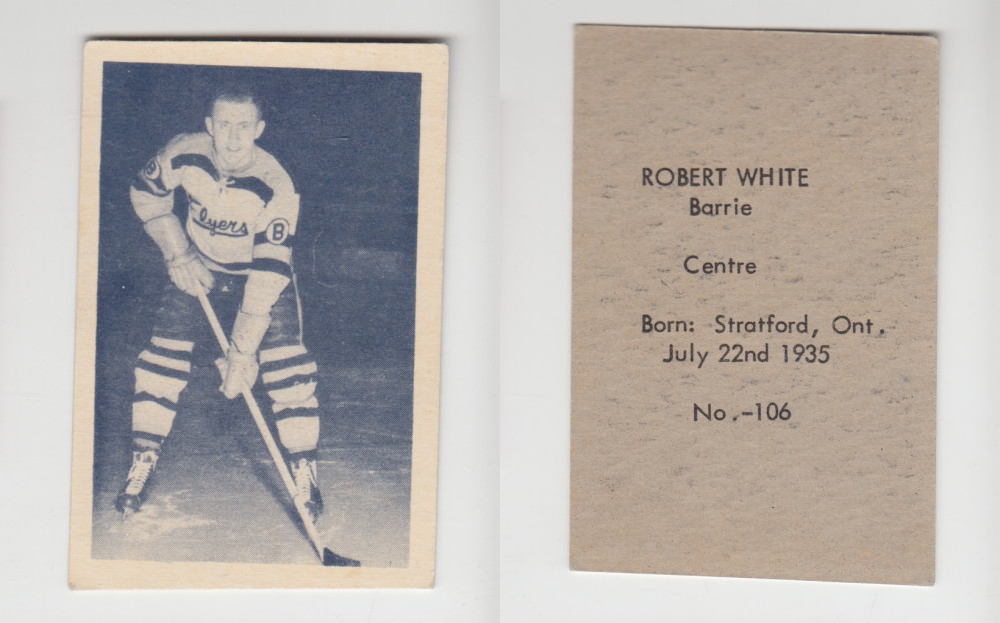 B
Flyers
B
ROBERT WHITE
Barrie
Centre
Born: Stratford, Ont.
July 22nd 1935
No.-106